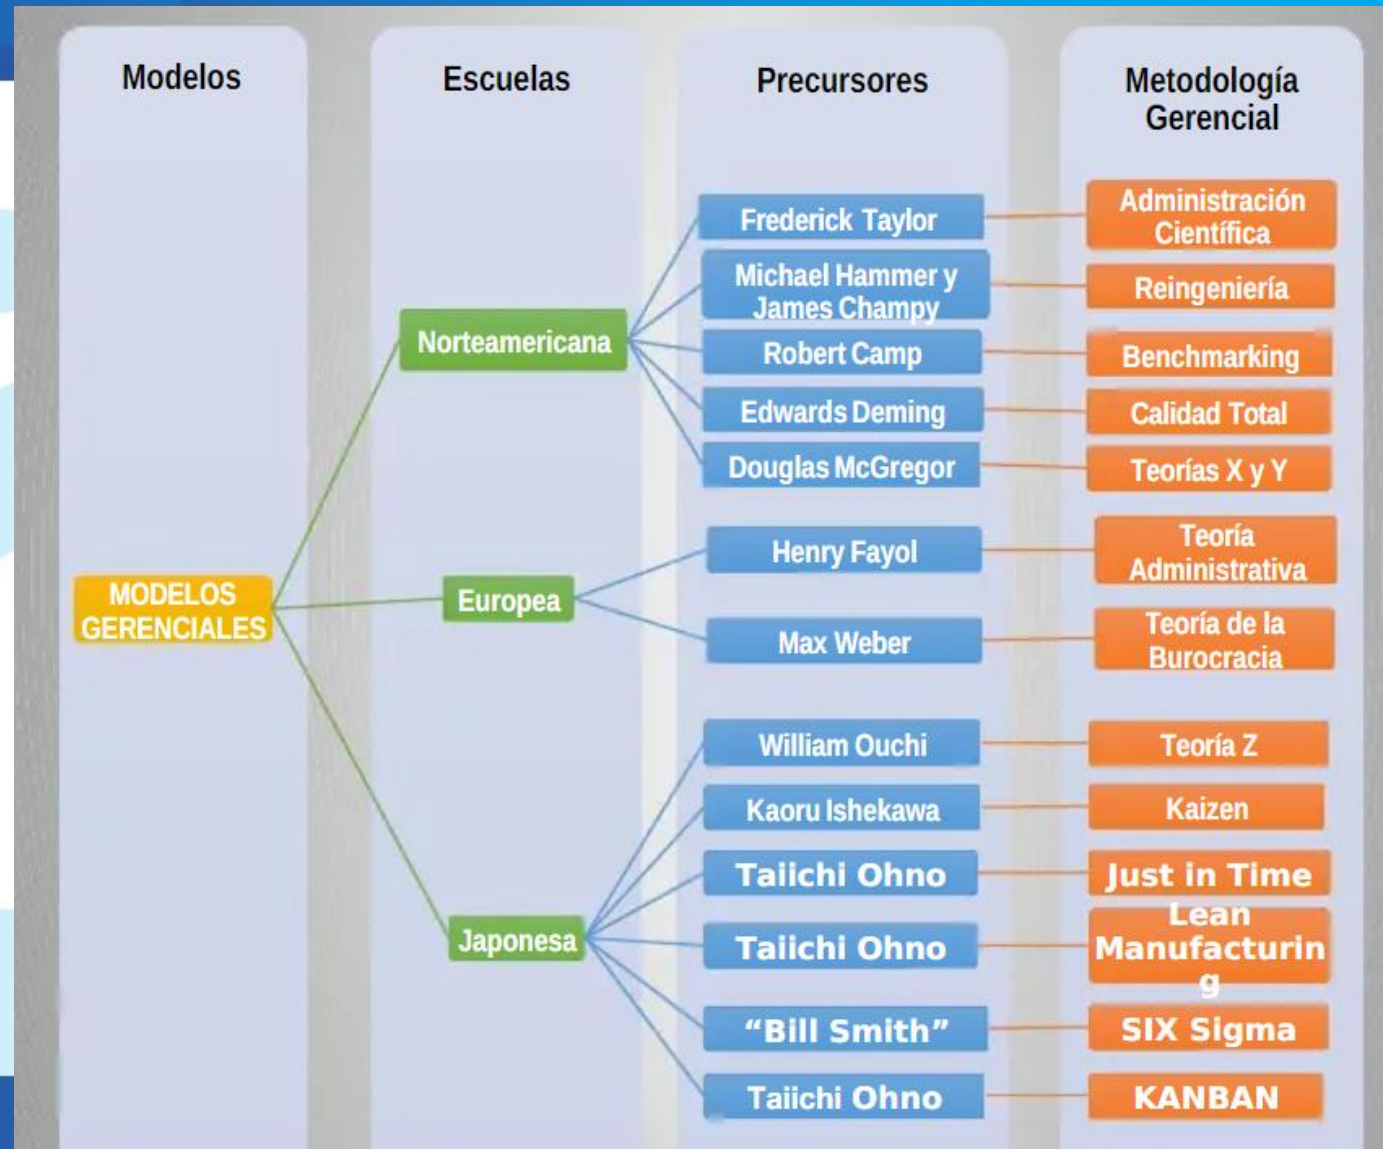 Modelos
Escuelas
Precursores
Metodología
Gerencial
MODELOS
GERENCIALES
Norteamericana
Frederick Taylor
Administración
Científica
Michael Hammer y
James Champy
Reingeniería
Robert Camp
Benchmarking
Edwards Deming
Calidad Total
Douglas McGregor
Teorías X y Y
Europea
Henry Fayol
Teoría
Administrativa
Max Weber
Teoría de la
Burocracia
Japonesa
William Ouchi
Teoría Z
Kaoru Ishekawa
Kaizen
Taiichi Ohno
Just in Time
Taiichi Ohno
Lean
Manufacturin
g
“Bill Smith”
SIX Sigma
Taiichi Ohno
KANBAN